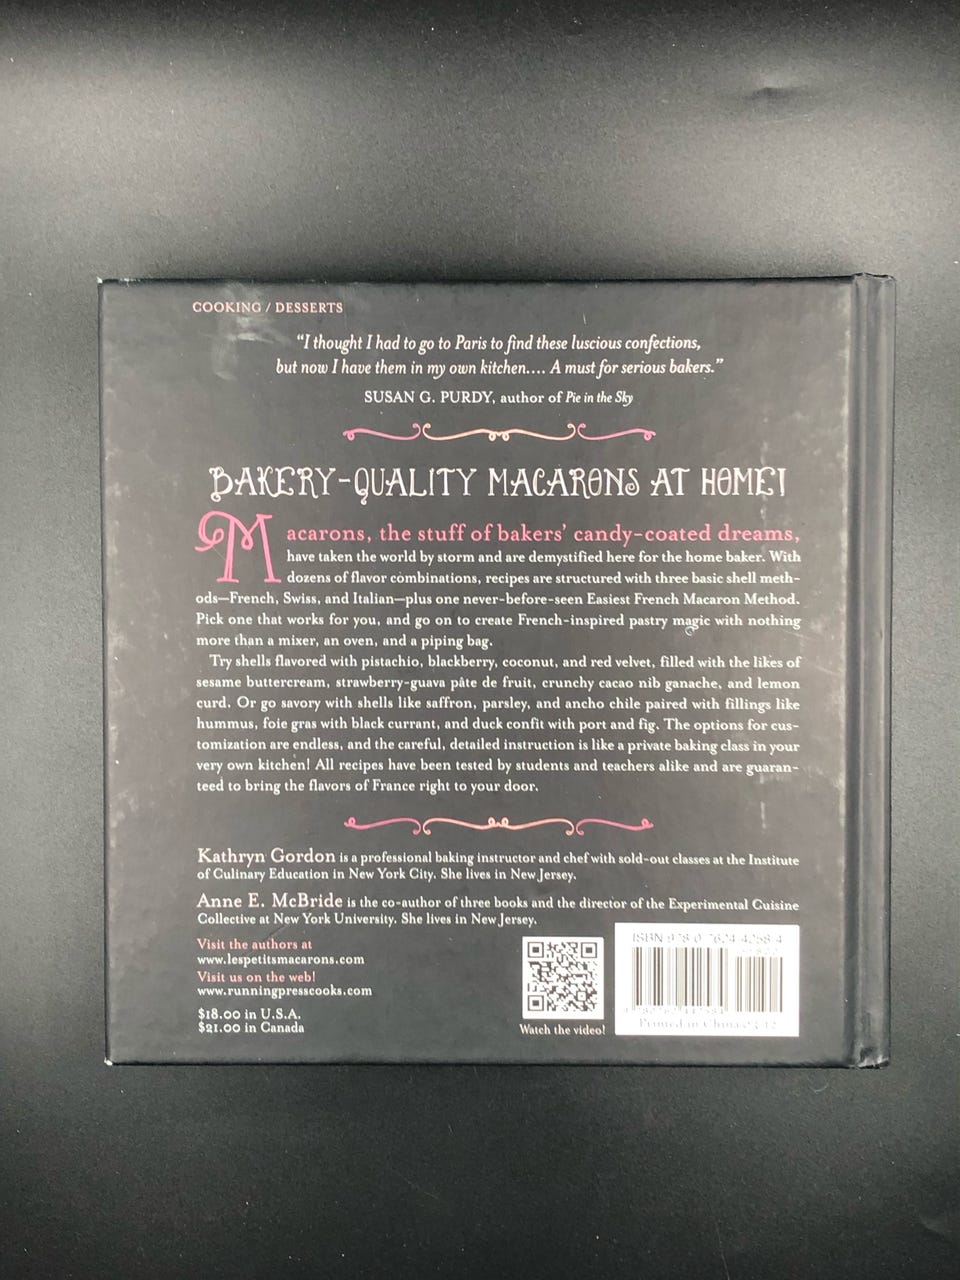 COOKING / DESSERTS
“I thought I had to go to Paris to find these luscious confections,
but now I have them in my own kitchen.... A must for serious bakers.”
SUSAN G. PURDY, author of Pie in the Sky
BAKERY-QUALITY MACARONS AT HOME!
Macarons, the stuff of bakers’ candy-coated dreams,
have taken the world by storm and are demystified here for the home baker. With
dozens of flavor combinations, recipes are structured with three basic shell meth-
ods—French, Swiss, and Italian—plus one never-before-seen Easiest French Macaron Method.
Pick one that works for you, and go on to create French-inspired pastry magic with nothing
more than a mixer, an oven, and a piping bag.
Try shells flavored with pistachio, blackberry, coconut, and red velvet, filled with the likes of
sesame buttercream, strawberry-guava pâte de fruit, crunchy cacao nib ganache, and lemon
curd. Or go savory with shells like saffron, parsley, and ancho chile paired with fillings like
hummus, foie gras with black currant, and duck confit with port and fig. The options for cus-
tomization are endless, and the careful, detailed instruction is like a private baking class in your
very own kitchen! All recipes have been tested by students and teachers alike and are guaran-
teed to bring the flavors of France right to your door.
Kathryn Gordon is a professional baking instructor and chef with sold-out classes at the Institute
of Culinary Education in New York City. She lives in New Jersey.
Anne E. McBride is the co-author of three books and the director of the Experimental Cuisine
Collective at New York University. She lives in New Jersey.
Visit the authors at
www.lespetitsmacarons.com
Visit us on the web!
www.runningpresscooks.com
$18.00 in U.S.A.
$21.00 in Canada
Watch the video!
ISBN 978-0-7624-4258-4
Printed in China